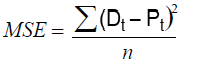 MSE = ∑(Dₜ – Pₜ)² / n